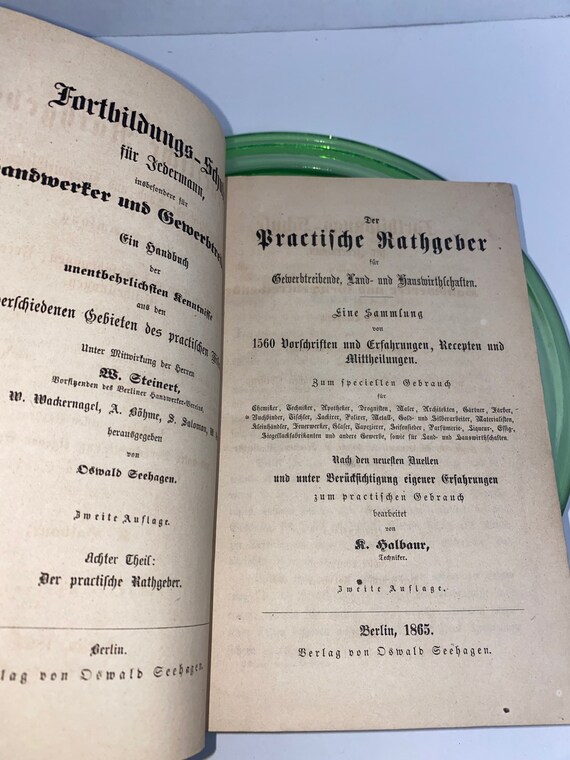 Fortbildungs-
für Jedermann,
insbesondere für
Handwerker und
Ein Handbuch
der
unentbehrlichsten Kenntnisse
aus den
verschiedenen Gebieten des practischen
Unter Mitwirkung der Herren
W. Steinert,
Vorsitzenden des Berliner Handwerker-Vereins,
W. Wackernagel, A. Böhme, S. Salomon,
herausgegeben
von
Oswald Seehagen.
Zweite Auflage.
Achter Theil:
Der practische Rathgeber.
Berlin.
von Oswald Seehagen.
Der
Practische Rathgeber
für
Gewerbtreibende, Land- und Hauswirthschaften.
Eine Sammlung
von
1560 Vorschriften und Erfahrungen, Recepten und
Mittheilungen.
Zum speciellen Gebrauch
für
Chemiker, Techniker, Apotheker, Droguisten, Maler, Architekten, Gärtner, Färber,
Buchbinder, Tischler, Lackirer, Polirer, Metall-, Gold- und Silberarbeiter, Materialisten,
Kleinhändler, Feuerwerker, Glaser, Tapezirer, Seifensieder, Parfümerie-, Liqueur-, Essig-,
Siegellackfabrikanten und andere Gewerbe, sowie für Land- und Hauswirthschaften.
Nach den neuesten Quellen
und unter Berücksichtigung eigener Erfahrungen
zum practischen Gebrauch
bearbeitet
von
K. Halbaur,
Techniker.
Zweite Auflage.
Berlin, 1865.
Verlag von Oswald Seehagen.